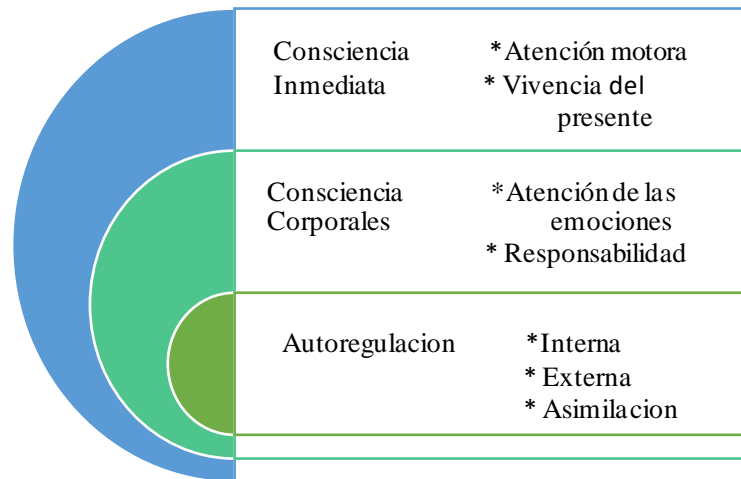 Consciencia *Atención motora
Inmediata * Vivencia del
presente
Consciencia *Atención de las
Corporales emociones
* Responsabilidad
Autoregulacion *Interna
* Externa
* Asimilacion